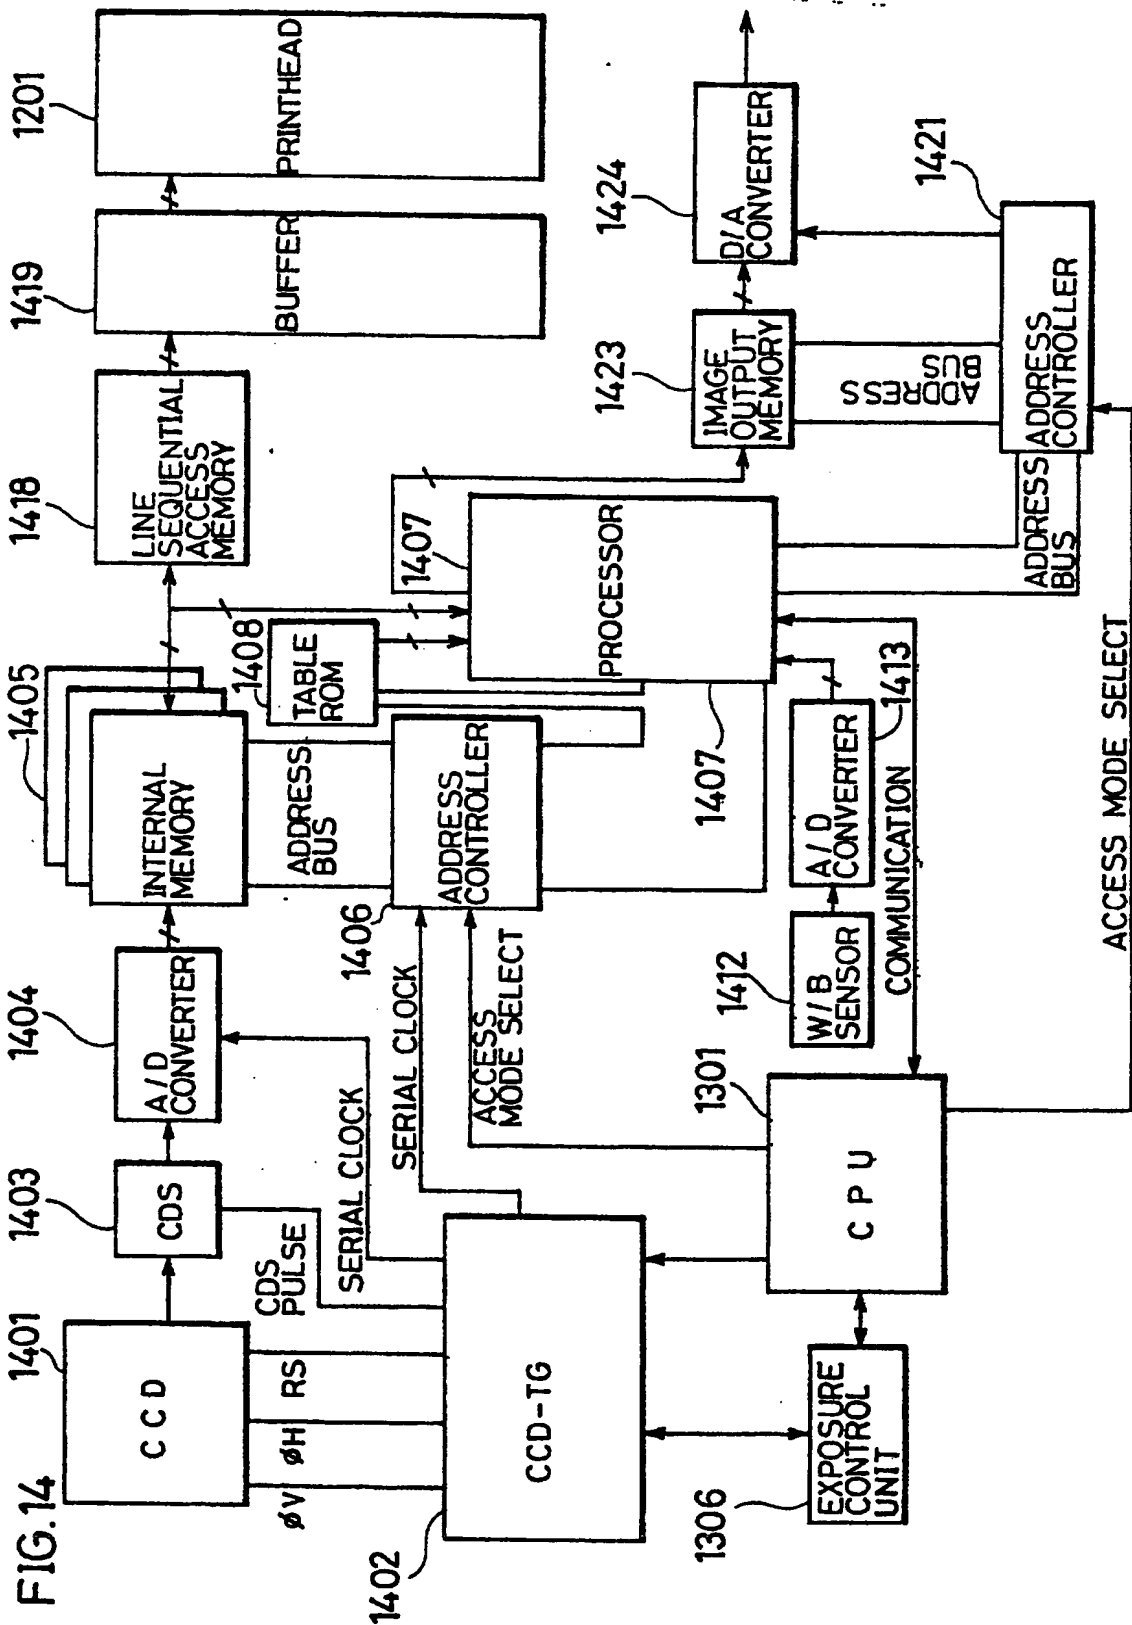 FIG.14
1401
CCD
1403
CDS
1404
A/D
CONVERTER
1405
INTERNAL
MEMORY
1418
LINE
SEQUENTIAL
ACCESS
MEMORY
1419
BUFFER
1201
PRINTHEAD
ØV
ØH
RS
CDS
PULSE
SERIAL CLOCK
SERIAL CLOCK
ADDRESS
BUS
1408
TABLE
ROM
1402
CCD-TG
ACCESS
MODE SELECT
1406
ADDRESS
CONTROLLER
1407
PROCESSOR
1407
1423
IMAGE
OUTPUT
MEMORY
1424
D/A
CONVERTER
1306
EXPOSURE
CONTROL
UNIT
1301
CPU
1412
W/B
SENSOR
A/D
CONVERTER
1413
COMMUNICATION
ADDRESS
BUS
ADDRESS
BUS
ADDRESS
CONTROLLER
1421
ACCESS MODE SELECT